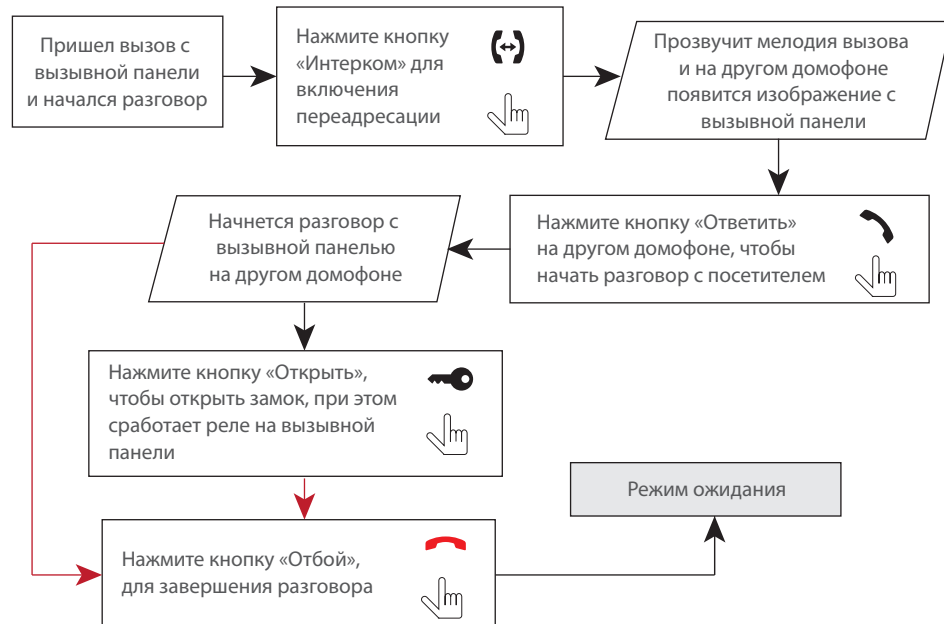 Пришел вызов с
вызывной панели
и начался разговор
Нажмите кнопку
«Интерком» для
включения
переадресации
Прозвучит мелодия вызова
и на другом домофоне
появится изображение с
вызывной панели
Нажмите кнопку «Ответить»
на другом домофоне, чтобы
начать разговор с посетителем
Начнется разговор с
вызывной панелью
на другом домофоне
Нажмите кнопку «Открыть»,
чтобы открыть замок, при этом
сработает реле на вызывной
панели
Нажмите кнопку «Отбой»,
для завершения разговора
Режим ожидания